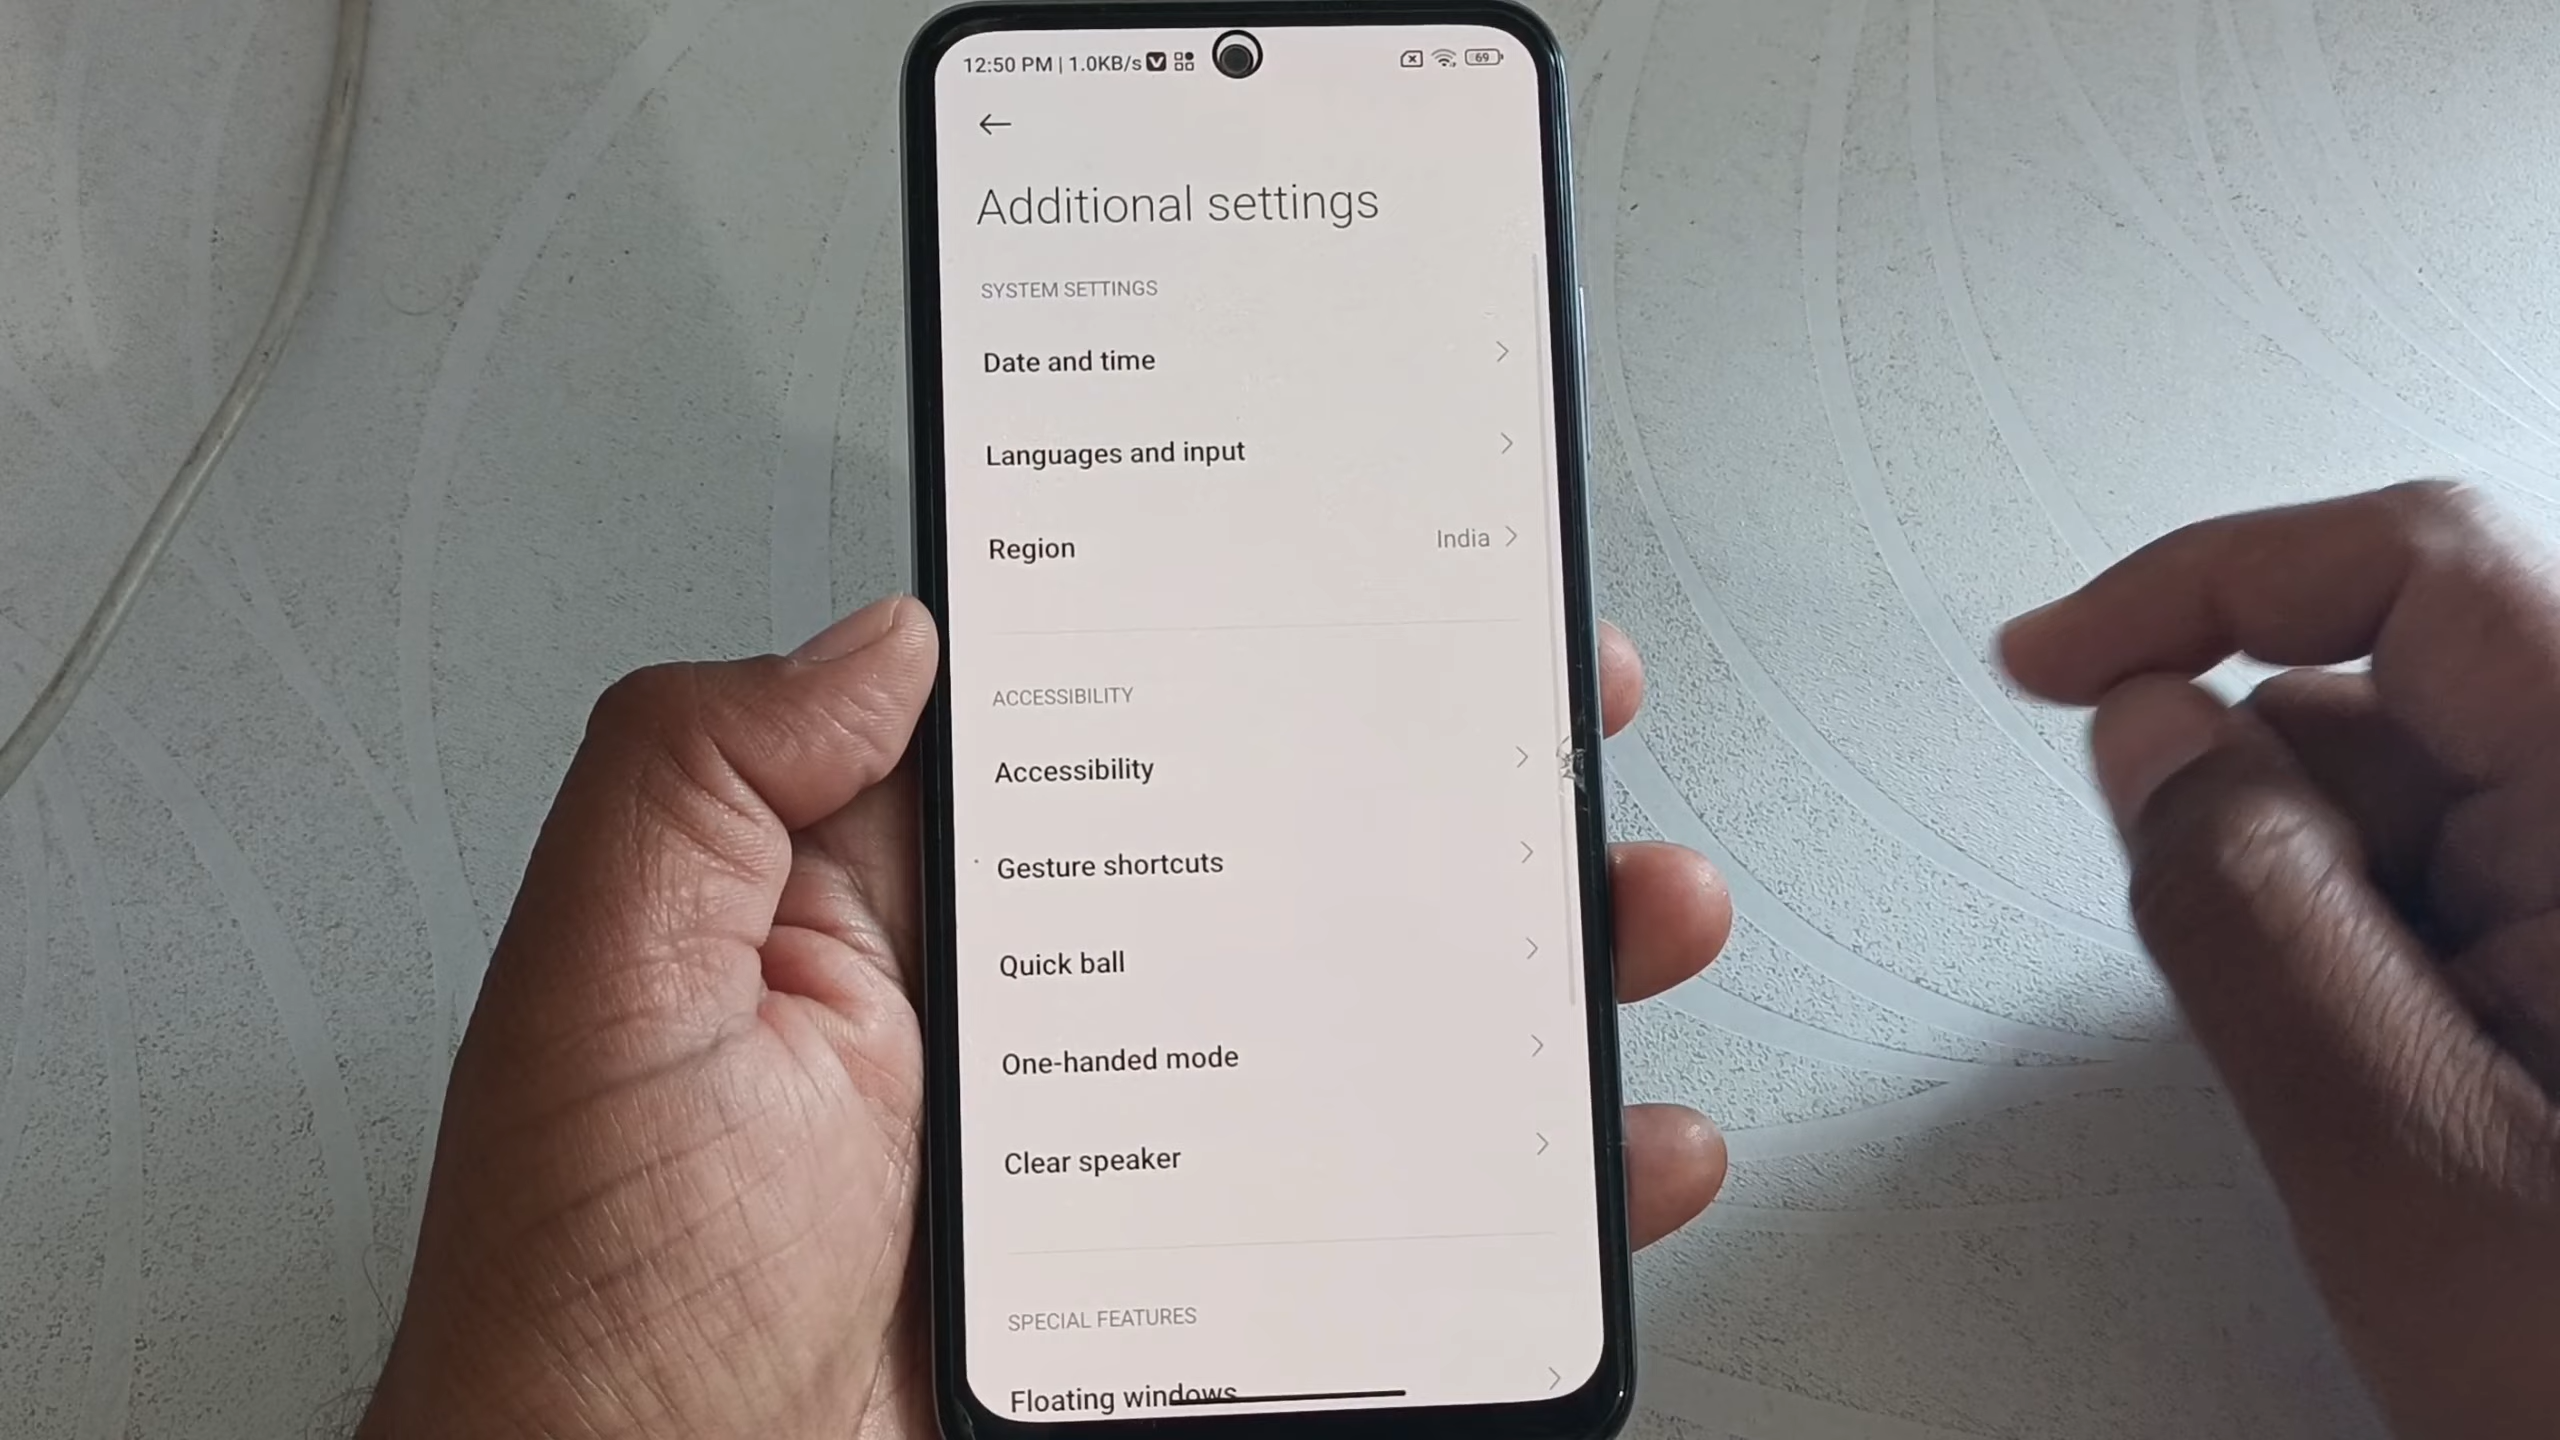 12:50 PM | 1.0KB/s
69
Additional settings
SYSTEM SETTINGS
Date and time
Languages and input
Region
India
ACCESSIBILITY
Accessibility
Gesture shortcuts
Quick ball
One-handed mode
Clear speaker
SPECIAL FEATURES
Floating windows